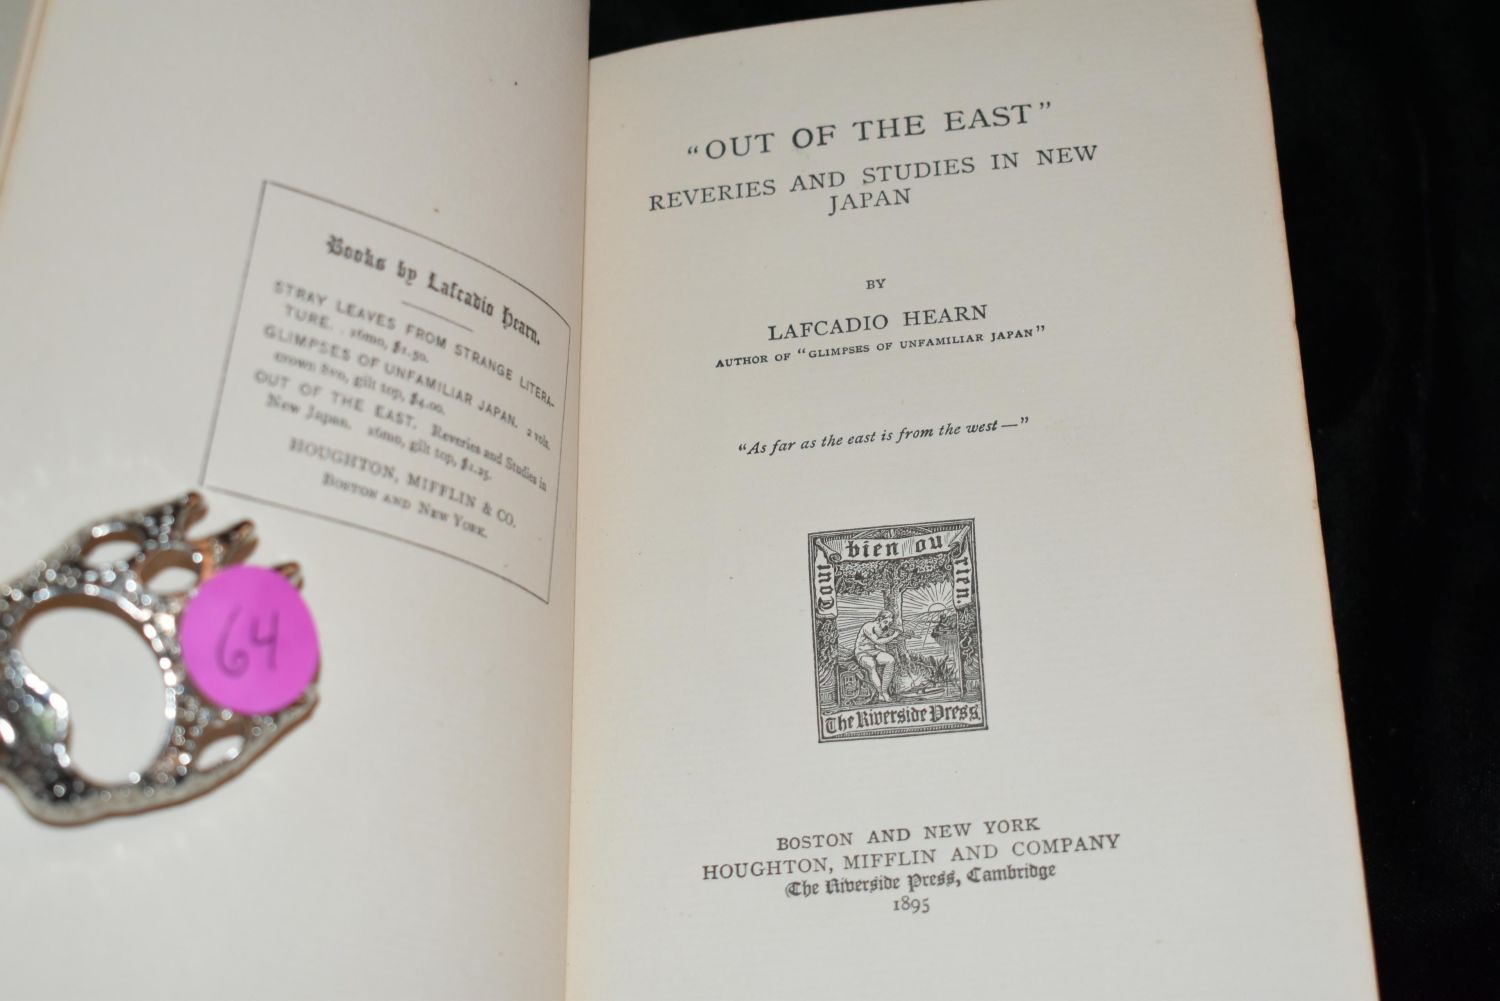 Books by Lafcadio Hearn.
STRAY LEAVES FROM STRANGE LITERA-
TURE. 16mo, $1.50.
GLIMPSES OF UNFAMILIAR JAPAN. 2 vols.
crown 8vo, gilt top, $4.00.
OUT OF THE EAST. Reveries and Studies in
New Japan. 16mo, gilt top, $1.25.
HOUGHTON, MIFFLIN & CO.
BOSTON AND NEW YORK.
64
"OUT OF THE EAST"
REVERIES AND STUDIES IN NEW
JAPAN
BY
LAFCADIO HEARN
AUTHOR OF "GLIMPSES OF UNFAMILIAR JAPAN"
"As far as the east is from the west—"
Tout bien ou rien.
The Riverside Press
BOSTON AND NEW YORK
HOUGHTON, MIFFLIN AND COMPANY
The Riverside Press, Cambridge
1895